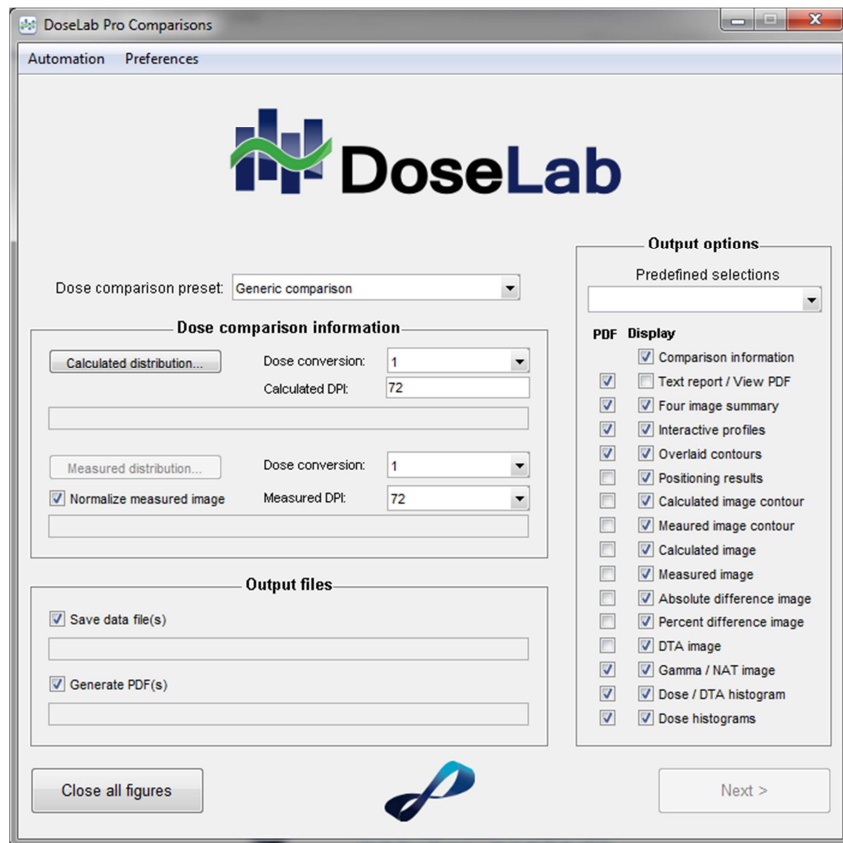 DoseLab Pro Comparisons
Automation Preferences
DoseLab
Dose comparison preset: Generic comparison
Dose comparison information
Calculated distribution... Dose conversion: 1
Calculated DPI: 72
Measured distribution... Dose conversion: 1
Normalize measured image Measured DPI: 72
Output files
Save data file(s)
Generate PDF(s)
Close all figures
Output options
Predefined selections
PDF Display
Comparison information
Text report / View PDF
Four image summary
Interactive profiles
Overlaid contours
Positioning results
Calculated image contour
Meaured image contour
Calculated image
Measured image
Absolute difference image
Percent difference image
DTA image
Gamma / NAT image
Dose / DTA histogram
Dose histograms
Next >